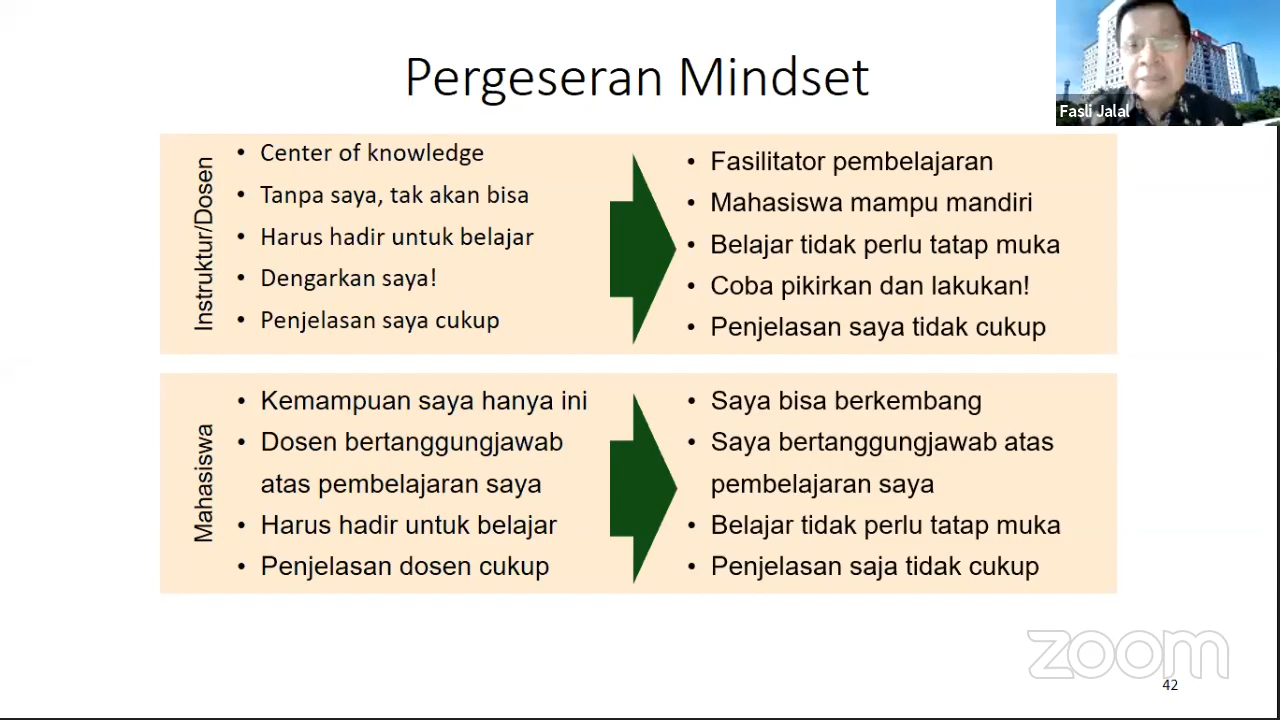 Pergeseran Mindset
Fasli Jalal
Instruktur/Dosen
• Center of knowledge
• Tanpa saya, tak akan bisa
• Harus hadir untuk belajar
• Dengarkan saya!
• Penjelasan saya cukup
• Fasilitator pembelajaran
• Mahasiswa mampu mandiri
• Belajar tidak perlu tatap muka
• Coba pikirkan dan lakukan!
• Penjelasan saya tidak cukup
Mahasiswa
• Kemampuan saya hanya ini
• Dosen bertanggungjawab
atas pembelajaran saya
• Harus hadir untuk belajar
• Penjelasan dosen cukup
• Saya bisa berkembang
• Saya bertanggungjawab atas
pembelajaran saya
• Belajar tidak perlu tatap muka
• Penjelasan saja tidak cukup
zoom
42